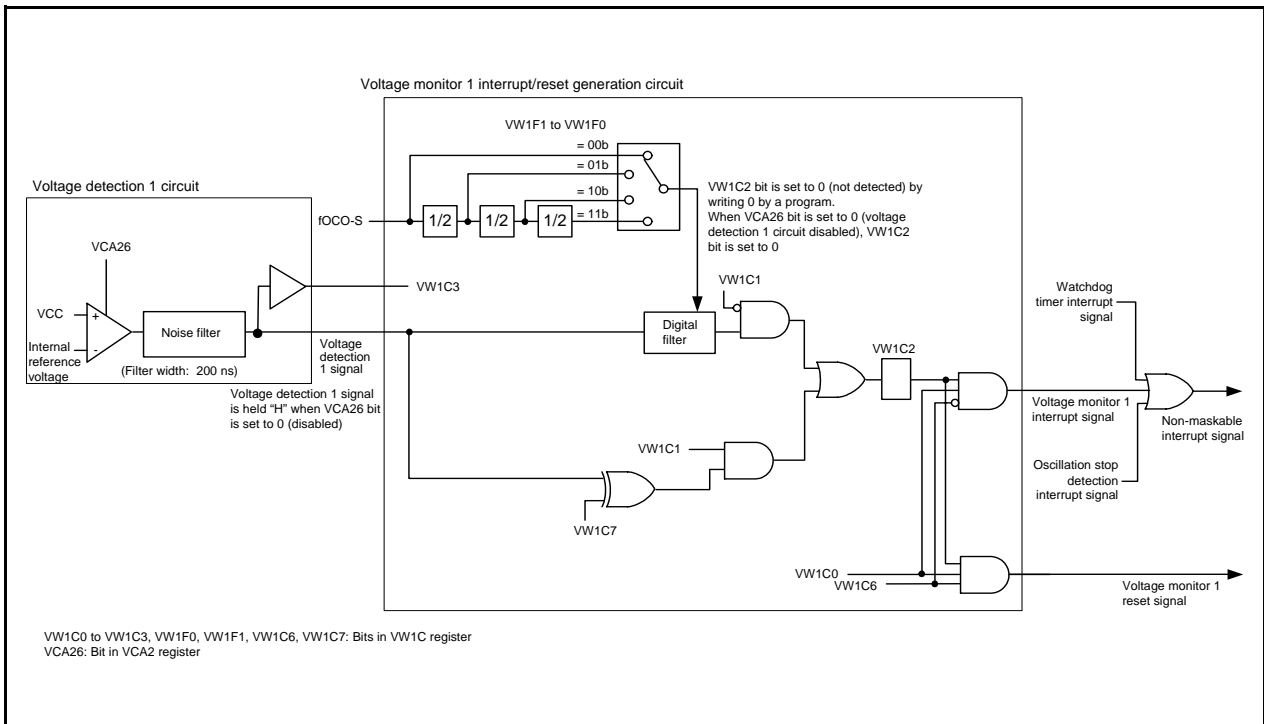 Voltage monitor 1 interrupt/reset generation circuit
VW1F1 to VW1F0
= 00b
= 01b
= 10b
= 11b
Voltage detection 1 circuit
fOCO-S
1/2
1/2
1/2
VW1C2 bit is set to 0 (not detected) by
writing 0 by a program.
When VCA26 bit is set to 0 (voltage
detection 1 circuit disabled), VW1C2
bit is set to 0
VCA26
VW1C3
VW1C1
Watchdog
timer interrupt
signal
VCC
+
-
Internal
reference
voltage
Noise filter
(Filter width: 200 ns)
Voltage
detection
1 signal
Digital
filter
VW1C2
Voltage detection 1 signal
is held “H” when VCA26 bit
is set to 0 (disabled)
Voltage monitor 1
interrupt signal
Non-maskable
interrupt signal
VW1C1
Oscillation stop
detection
interrupt signal
VW1C7
VW1C0
VW1C6
Voltage monitor 1
reset signal
VW1C0 to VW1C3, VW1F0, VW1F1, VW1C6, VW1C7: Bits in VW1C register
VCA26: Bit in VCA2 register